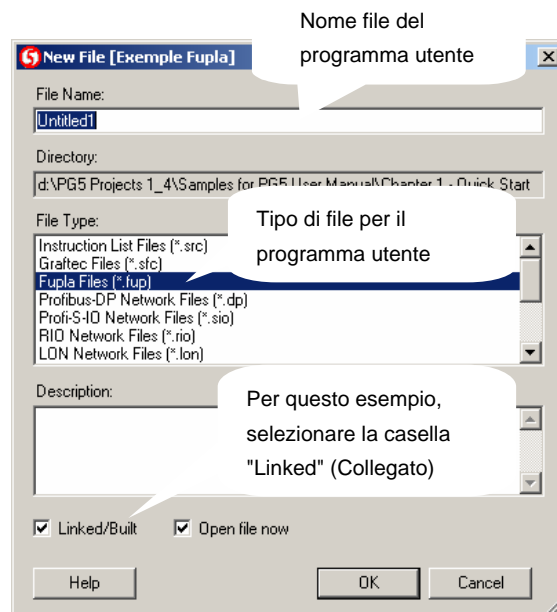 Nome file del
programma utente
New File [Exemple Fupla]
File Name:
Untitled1
Directory:
d:\PG5 Projects 1_4\Samples for PG5 User Manual\Chapter 1 - Quick Start
File Type:
Tipo di file per il
programma utente
Instruction List Files (*.src)
Graftec Files (*.sfc)
Fupla Files (*.fup)
Profibus-DP Network Files (*.dp)
Profi-S-IO Network Files (*.sio)
RIO Network Files (*.rio)
LON Network Files (*.lon)
Description:
Per questo esempio,
selezionare la casella
"Linked" (Collegato)
Linked/Built Open file now
Help OK Cancel